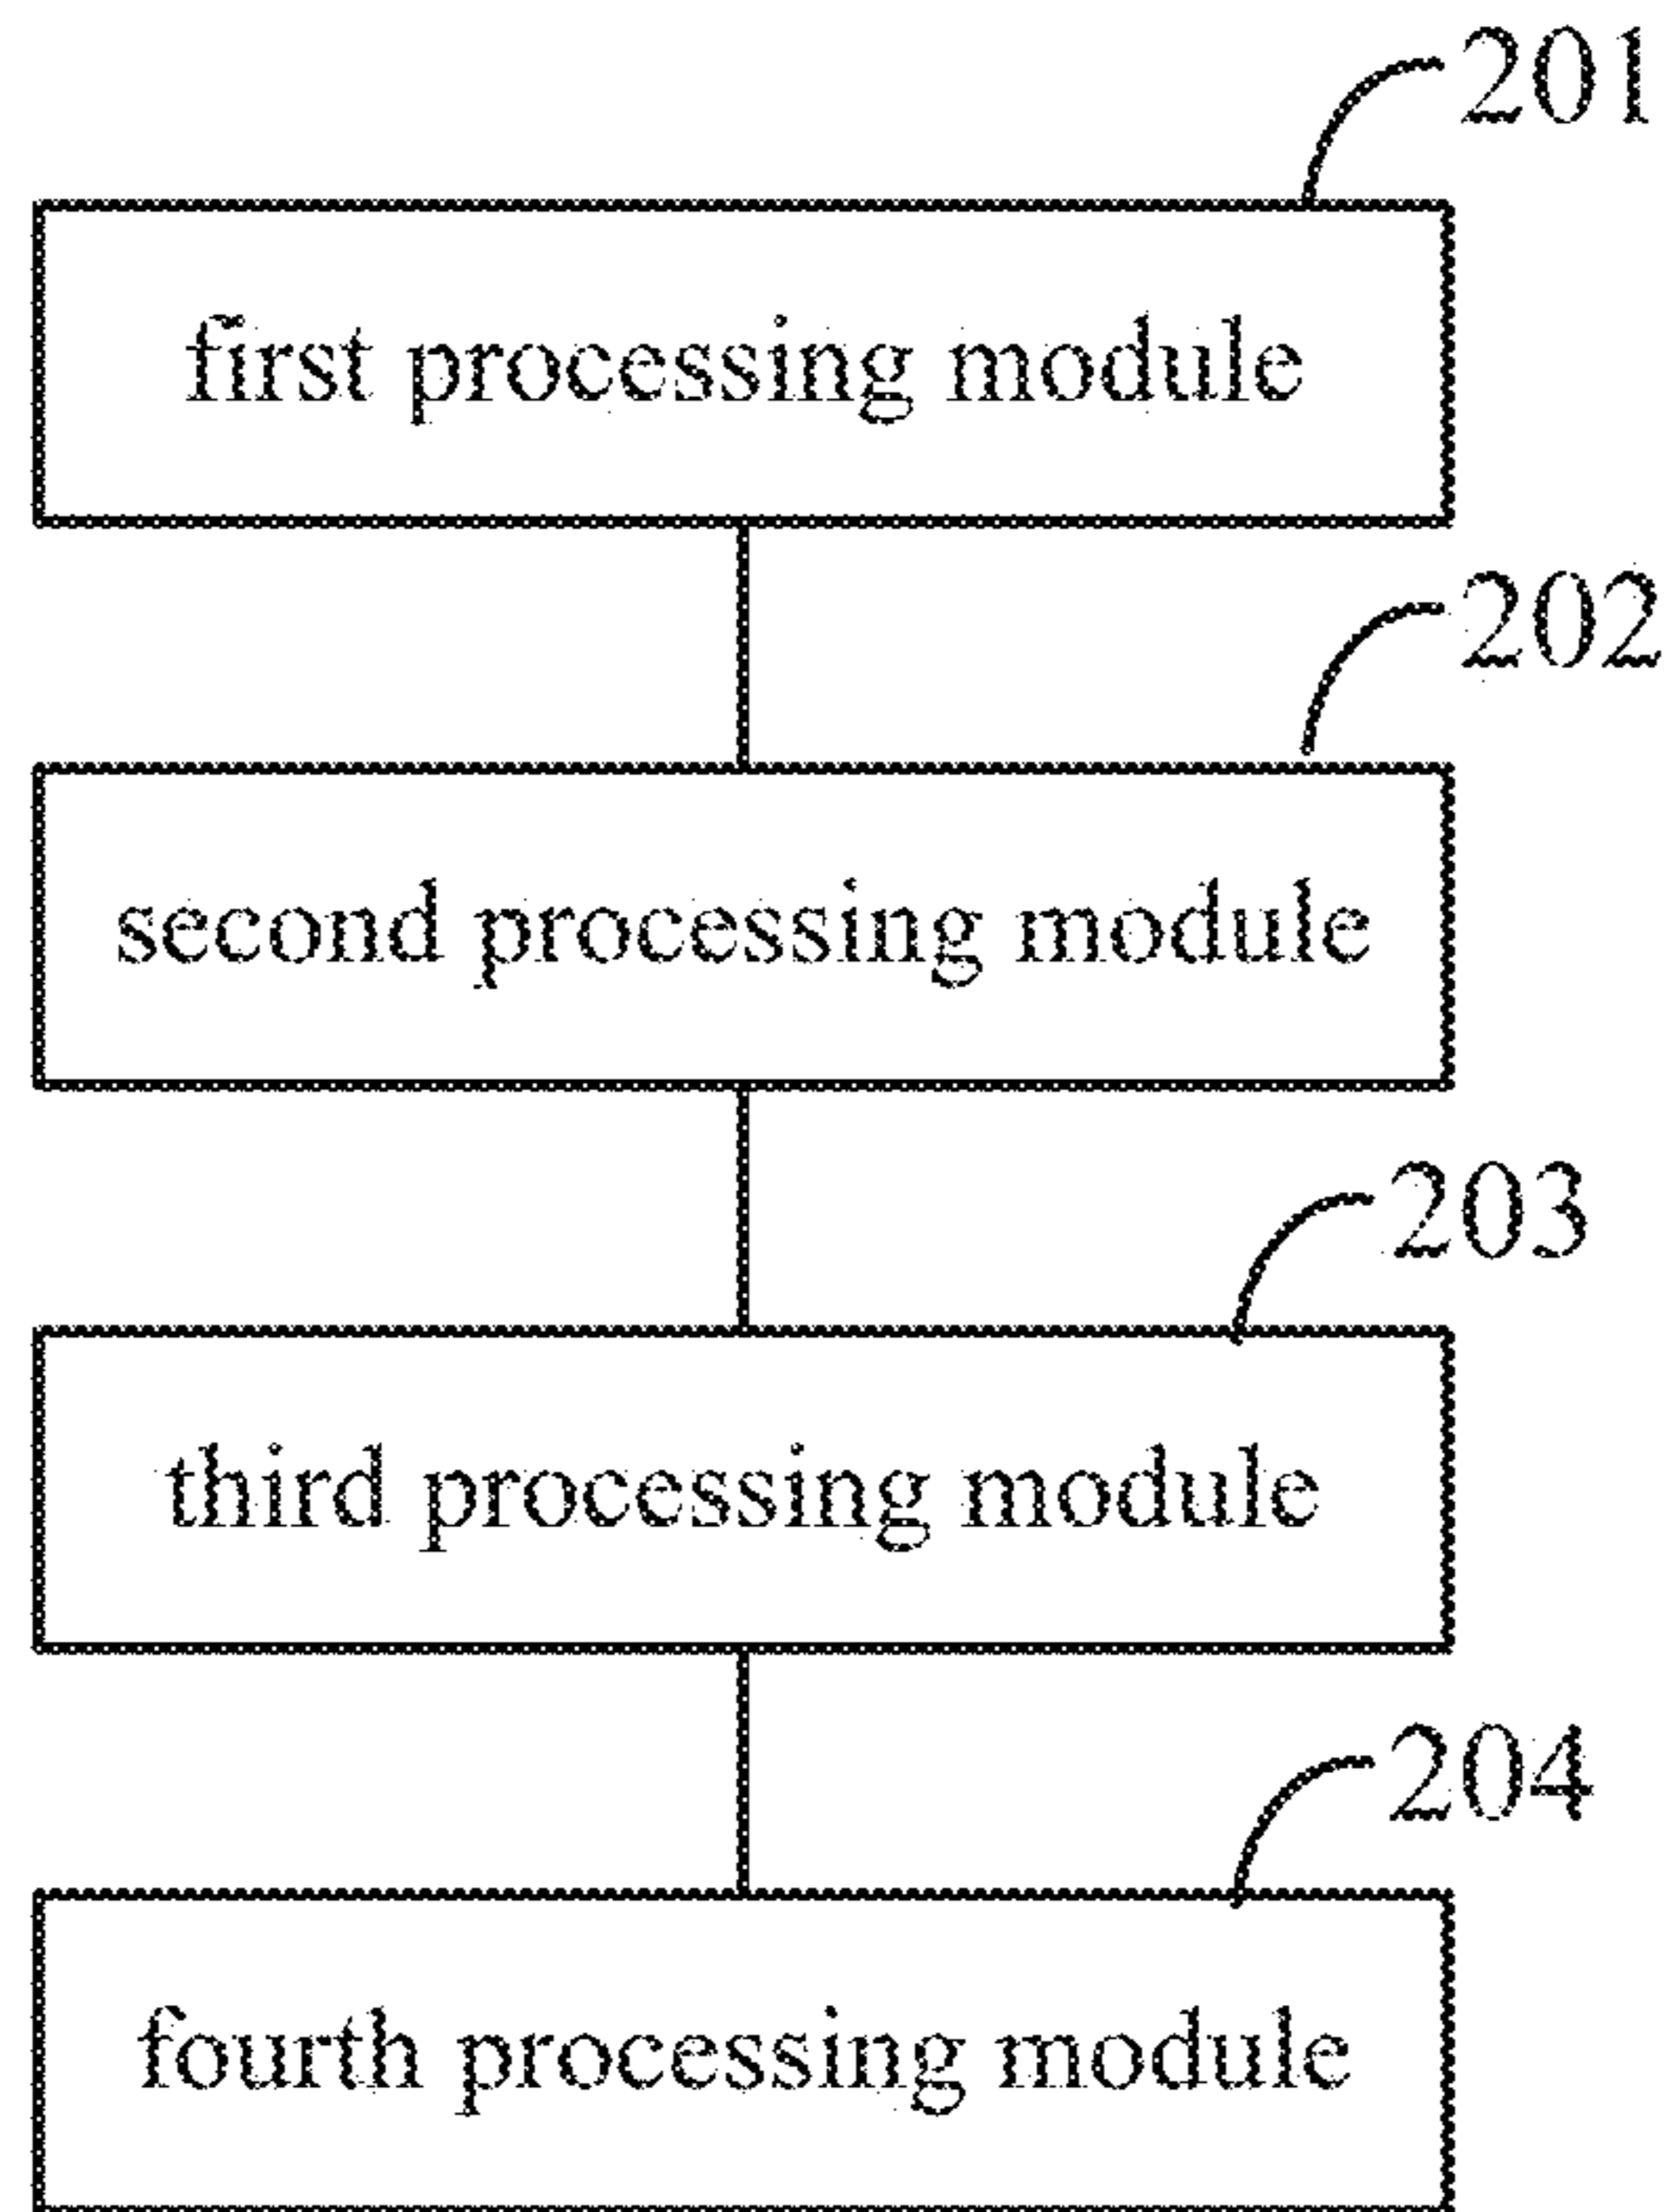 201
first processing module
202
second processing module
203
third processing module
204
fourth processing module